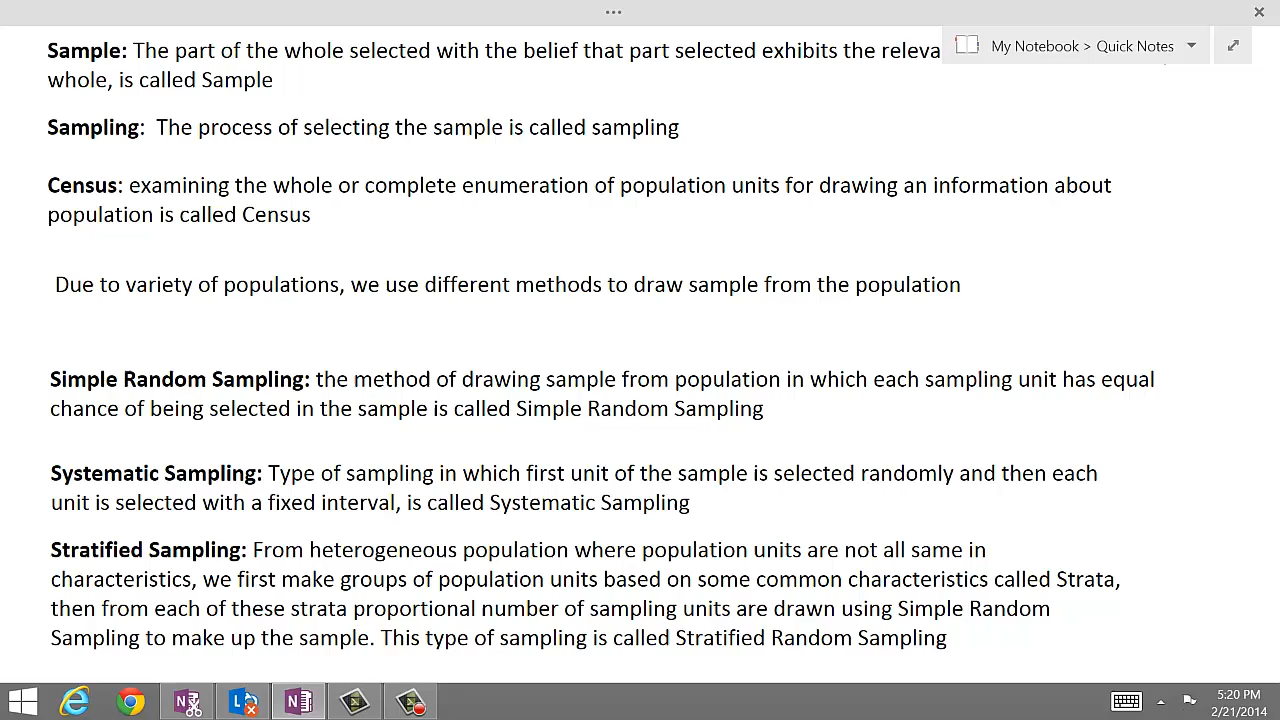 ...
Sample: The part of the whole selected with the belief that part selected exhibits the
My Notebook > Quick Notes
whole, is called Sample
Sampling:  The process of selecting the sample is called sampling
Census: examining the whole or complete enumeration of population units for drawing an information about
population is called Census
Due to variety of populations, we use different methods to draw sample from the population
Simple Random Sampling: the method of drawing sample from population in which each sampling unit has equal
chance of being selected in the sample is called Simple Random Sampling
Systematic Sampling: Type of sampling in which first unit of the sample is selected randomly and then each
unit is selected with a fixed interval, is called Systematic Sampling
Stratified Sampling: From heterogeneous population where population units are not all same in
characteristics, we first make groups of population units based on some common characteristics called Strata,
then from each of these strata proportional number of sampling units are drawn using Simple Random
Sampling to make up the sample. This type of sampling is called Stratified Random Sampling
5:20 PM
2/21/2014